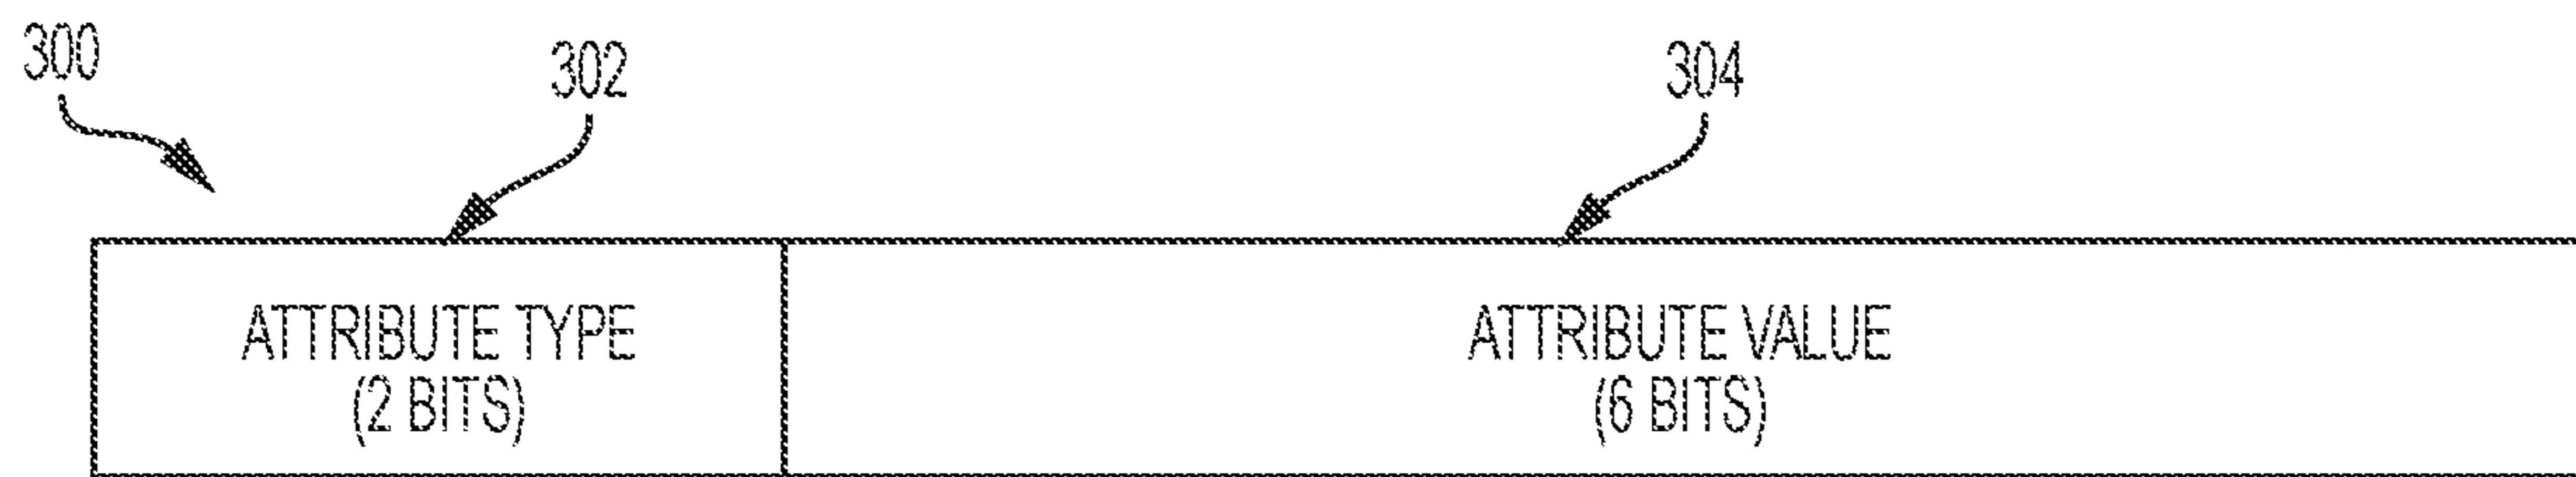 300
302
304
ATTRIBUTE TYPE
(2 BITS)
ATTRIBUTE VALUE
(6 BITS)